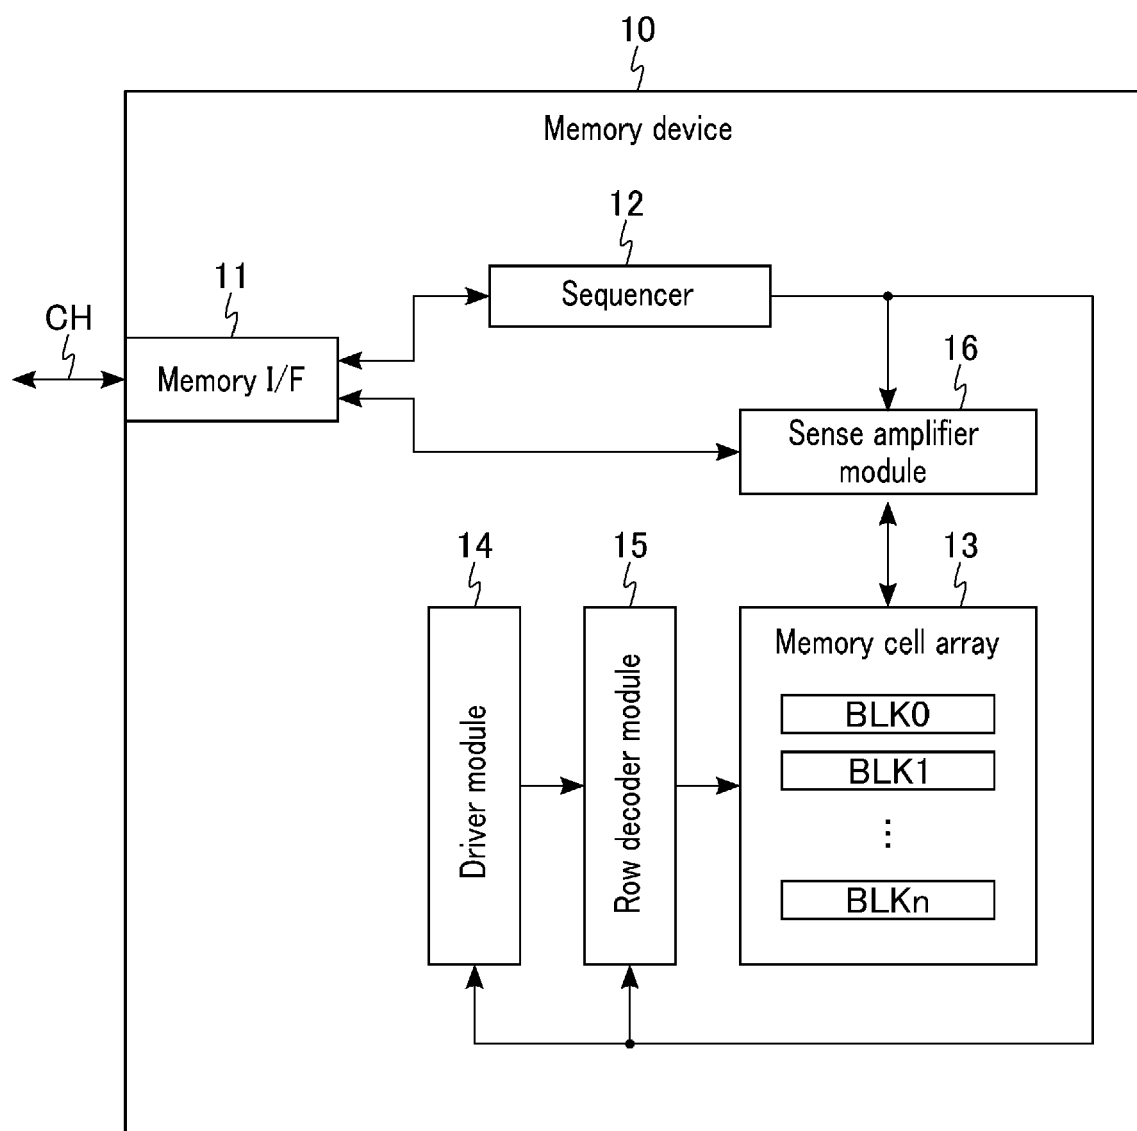 10
Memory device
12
Sequencer
11
CH
Memory I/F
16
Sense amplifier
module
14
15
13
Driver module
Row decoder module
Memory cell array
BLK0
BLK1
⋮
BLKn